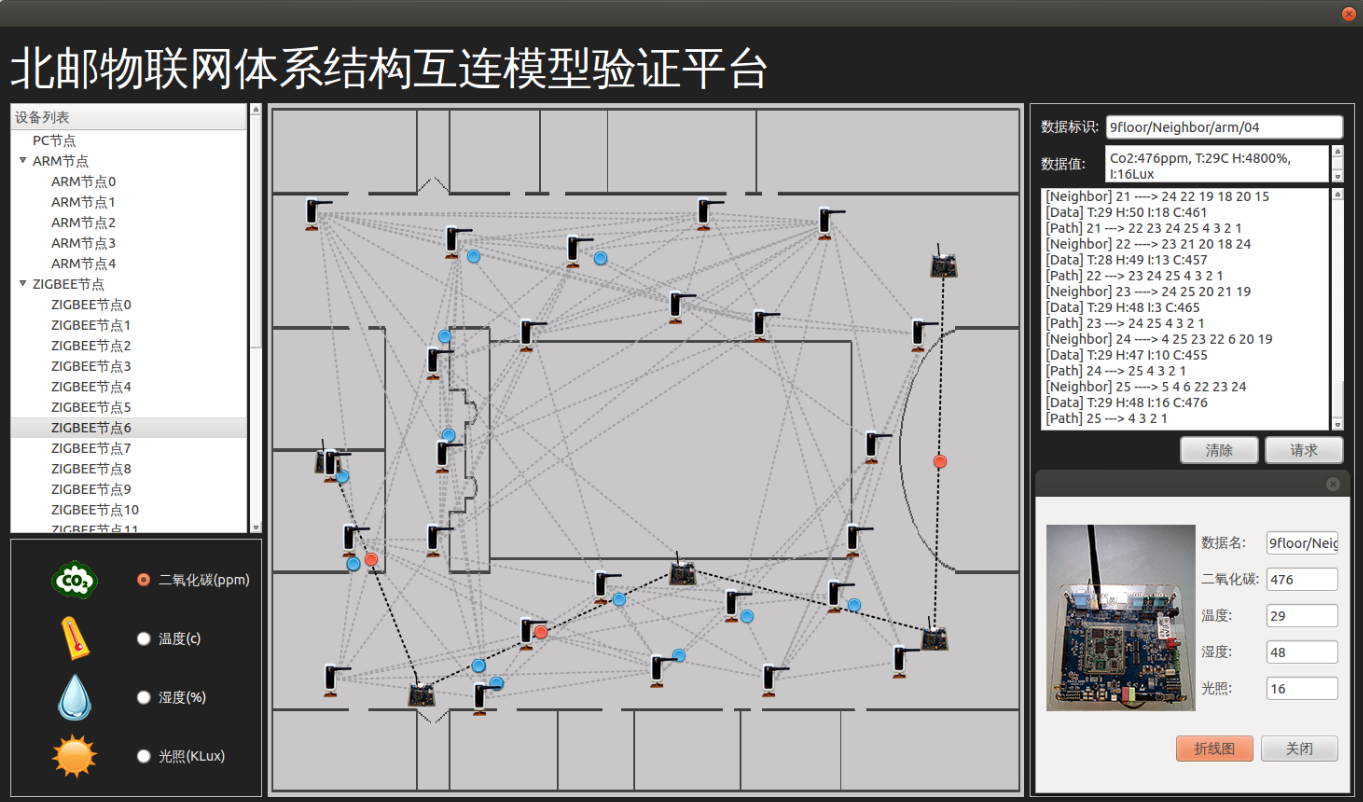 北邮物联网体系结构互连模型验证平台
设备列表
PC节点
ARM节点
ARM节点0
ARM节点1
ARM节点2
ARM节点3
ARM节点4
ZIGBEE节点
ZIGBEE节点0
ZIGBEE节点1
ZIGBEE节点2
ZIGBEE节点3
ZIGBEE节点4
ZIGBEE节点5
ZIGBEE节点6
ZIGBEE节点7
ZIGBEE节点8
ZIGBEE节点9
ZIGBEE节点10
ZIGBEE节点11
CO2 二氧化碳(ppm)
温度(c)
湿度(%)
光照(KLux)
数据标识: 9floor/Neighbor/arm/04
数据值: Co2:476ppm, T:29C H:4800%,
I:16Lux
[Neighbor] 21 ----> 24 22 19 18 20 15
[Data] T:29 H:50 I:18 C:461
[Path] 21 ---> 22 23 24 25 4 3 2 1
[Neighbor] 22 ----> 23 21 20 18 24
[Data] T:28 H:49 I:13 C:457
[Path] 22 ---> 23 24 25 4 3 2 1
[Neighbor] 23 ----> 24 25 20 21 19
[Data] T:29 H:48 I:3 C:465
[Path] 23 ---> 24 25 4 3 2 1
[Neighbor] 24 ----> 4 25 23 22 6 20 19
[Data] T:29 H:47 I:10 C:455
[Path] 24 ---> 25 4 3 2 1
[Neighbor] 25 ----> 5 4 6 22 23 24
[Data] T:29 H:48 I:16 C:476
[Path] 25 ---> 4 3 2 1
清除 请求
数据名: 9floor/Neig
二氧化碳: 476
温度: 29
湿度: 48
光照: 16
折线图 关闭